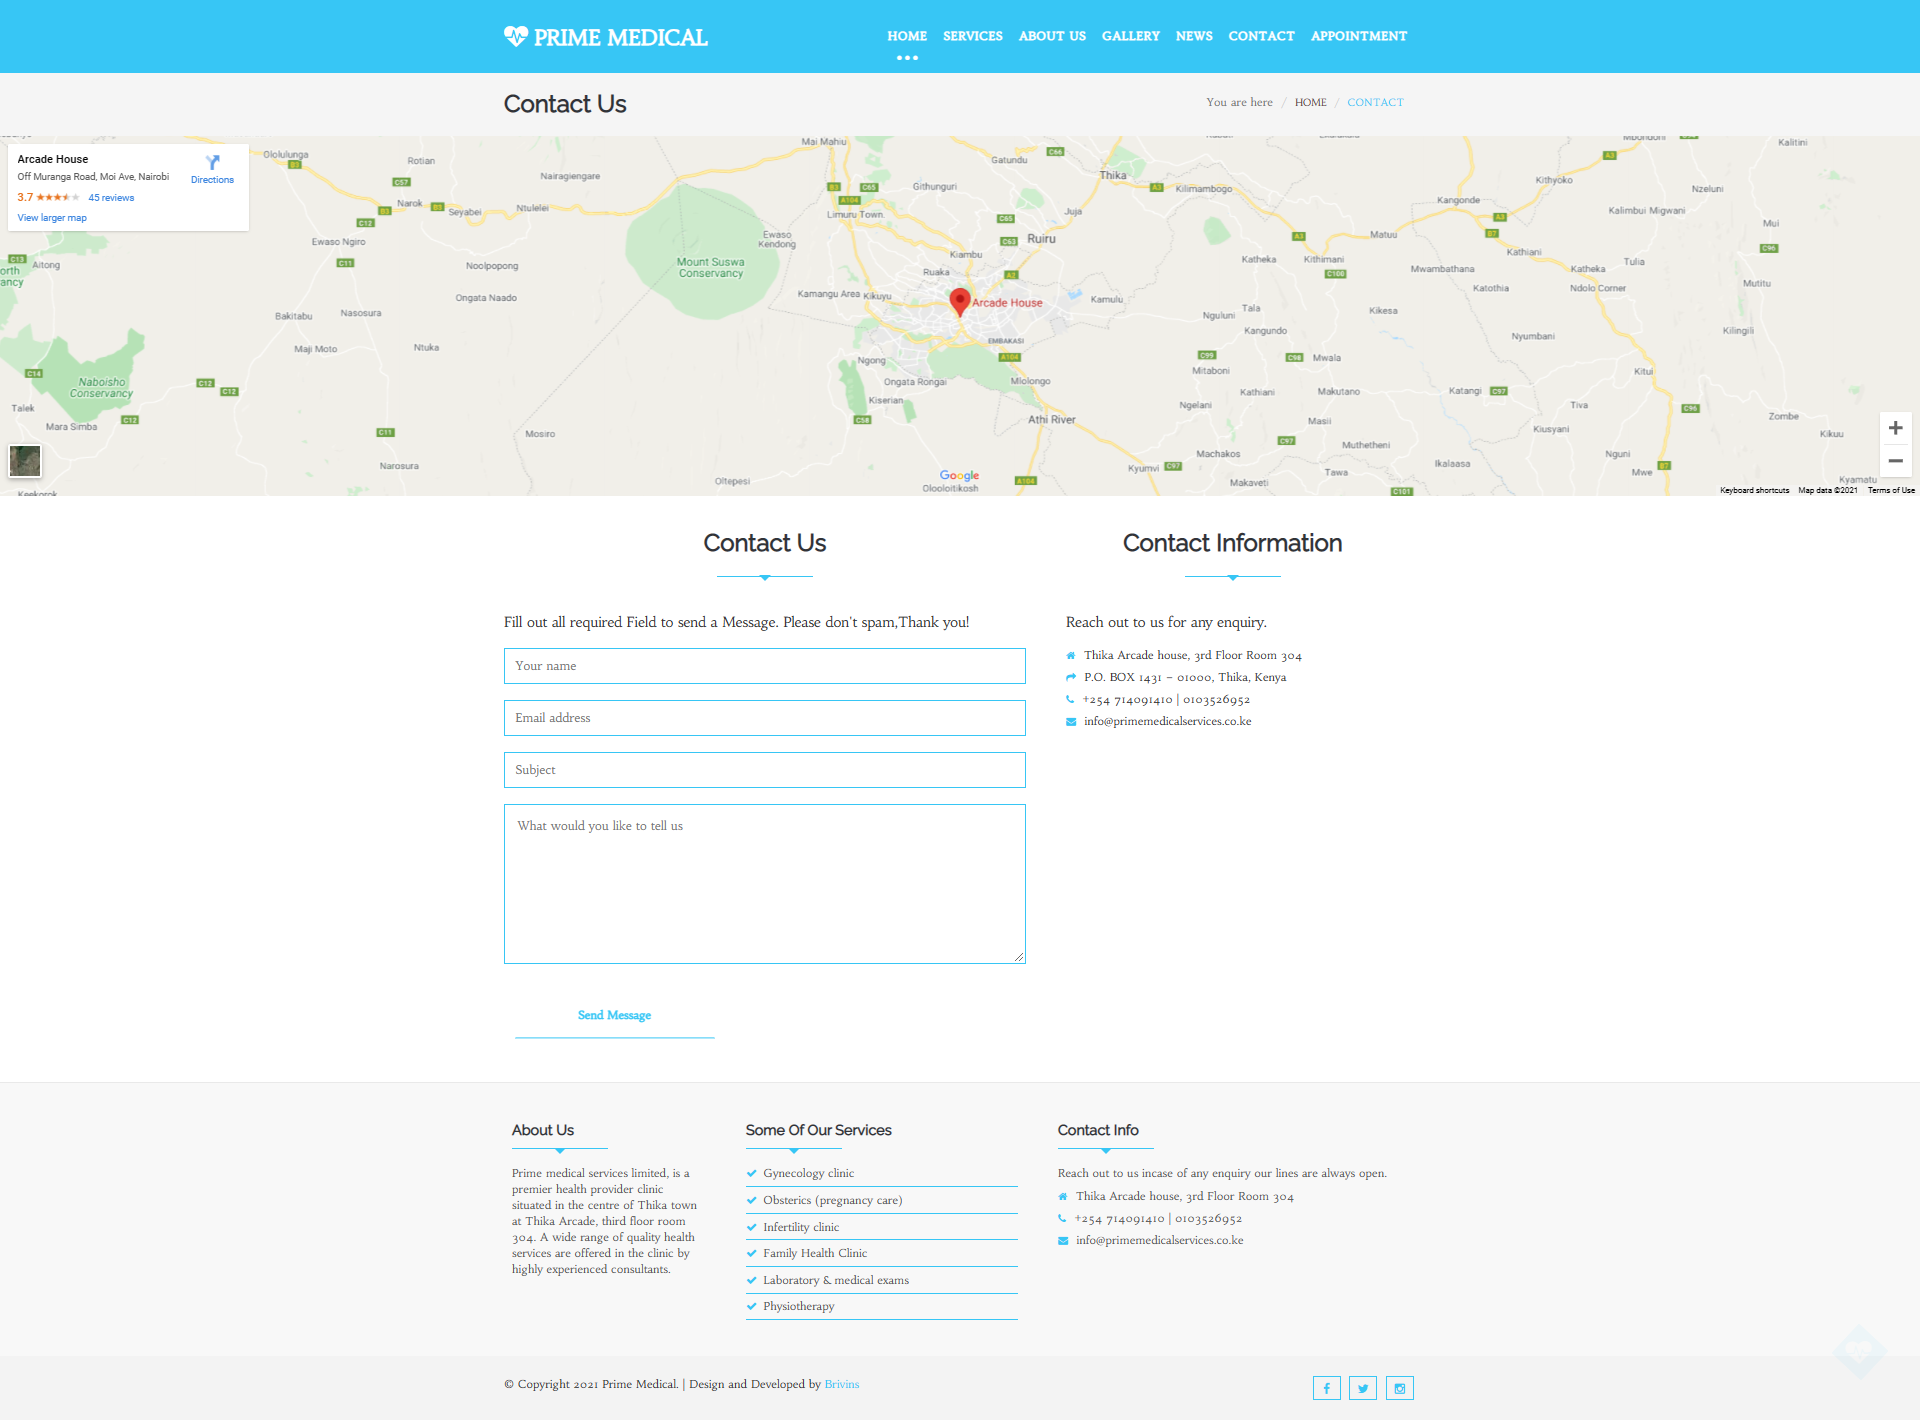 PRIME MEDICAL
HOME SERVICES ABOUT US GALLERY NEWS CONTACT APPOINTMENT
Contact Us
You are here / HOME / CONTACT
Arcade House
Off Muranga Road, Moi Ave, Nairobi
3.7 45 reviews
View larger map
Directions
Ololulunga
Rotian
Nairagiengare
Narok
Seyabei
Ntulelei
Ewaso Ngiro
Noolpopong
Ongata Naado
Aitong
Bakitabu
Nasosura
Maji Moto
Ntuka
Naboisho
Conservancy
Talek
Mara Simba
Mosiro
Narosura
Keekorok
Mount Suswa
Conservancy
Ewaso
Kendong
Mai Mahiu
Limuru Town
Githunguri
Gatundu
Thika
Kilimambogo
Juja
Ruiru
Kiambu
Ruaka
Kamangu Area
Kikuyu
Arcade House
Kamulu
EMBAKASI
Ngong
Ongata Rongai
Mlolongo
Kiserian
Athi River
Oltepesi
Google
Olooloitikosh
Kyumvi
Machakos
Makaveti
Ngelani
Mitaboni
Kathiani
Nguluni
Tala
Kangundo
Mwala
Makutano
Masii
Muthetheni
Tawa
Katheka
Kithimani
Matuu
Kangonde
Kithyoko
Kalimbui Migwani
Nzeluni
Kalitini
Mbondoni
Mui
Kathiani
Katheka
Tulia
Mwambathana
Kathothia
Ndolo Corner
Mutitu
Kikesa
Nyumbani
Kilingili
Kitui
Katangi
Tiva
Zombe
Kiusyani
Kikuu
Ikalaasa
Nguni
Mwe
Kyamatu
Keyboard shortcuts Map data ©2021 Terms of Use
Contact Us
Fill out all required Field to send a Message. Please don't spam,Thank you!
Your name
Email address
Subject
What would you like to tell us
Send Message
Contact Information
Reach out to us for any enquiry.
Thika Arcade house, 3rd Floor Room 304
P.O. BOX 1431 – 01000, Thika, Kenya
+254 714091410 | 0103526952
info@primemedicalservices.co.ke
About Us
Prime medical services limited, is a
premier health provider clinic
situated in the centre of Thika town
at Thika Arcade, third floor room
304. A wide range of quality health
services are offered in the clinic by
highly experienced consultants.
Some Of Our Services
Gynecology clinic
Obsterics (pregnancy care)
Infertility clinic
Family Health Clinic
Laboratory & medical exams
Physiotherapy
Contact Info
Reach out to us incase of any enquiry our lines are always open.
Thika Arcade house, 3rd Floor Room 304
+254 714091410 | 0103526952
info@primemedicalservices.co.ke
© Copyright 2021 Prime Medical. | Design and Developed by Brivins